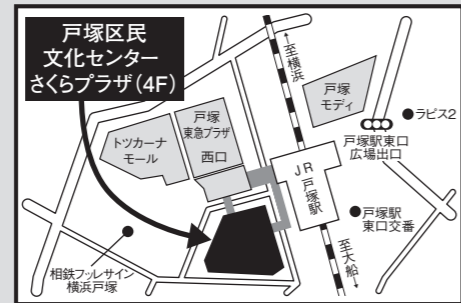 戸塚区民
文化センター
さくらプラザ(4F)
←至横浜
戸塚
モディ
ラピス2
戸塚駅東口
広場出口
戸塚
東急プラザ
西口
トツカーナ
モール
JR
戸塚駅
戸塚駅
東口交番
相鉄フレッサイン
横浜戸塚
至大船→